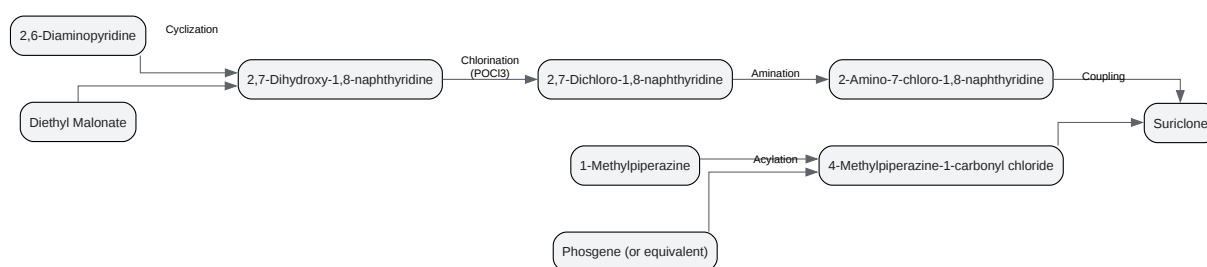 2,6-Diaminopyridine
Cyclization
Diethyl Malonate
2,7-Dihydroxy-1,8-naphthyridine
Chlorination
(POCl3)
2,7-Dichloro-1,8-naphthyridine
Amination
2-Amino-7-chloro-1,8-naphthyridine
Coupling
Suriclone
1-Methylpiperazine
Acylation
4-Methylpiperazine-1-carbonyl chloride
Phosgene (or equivalent)